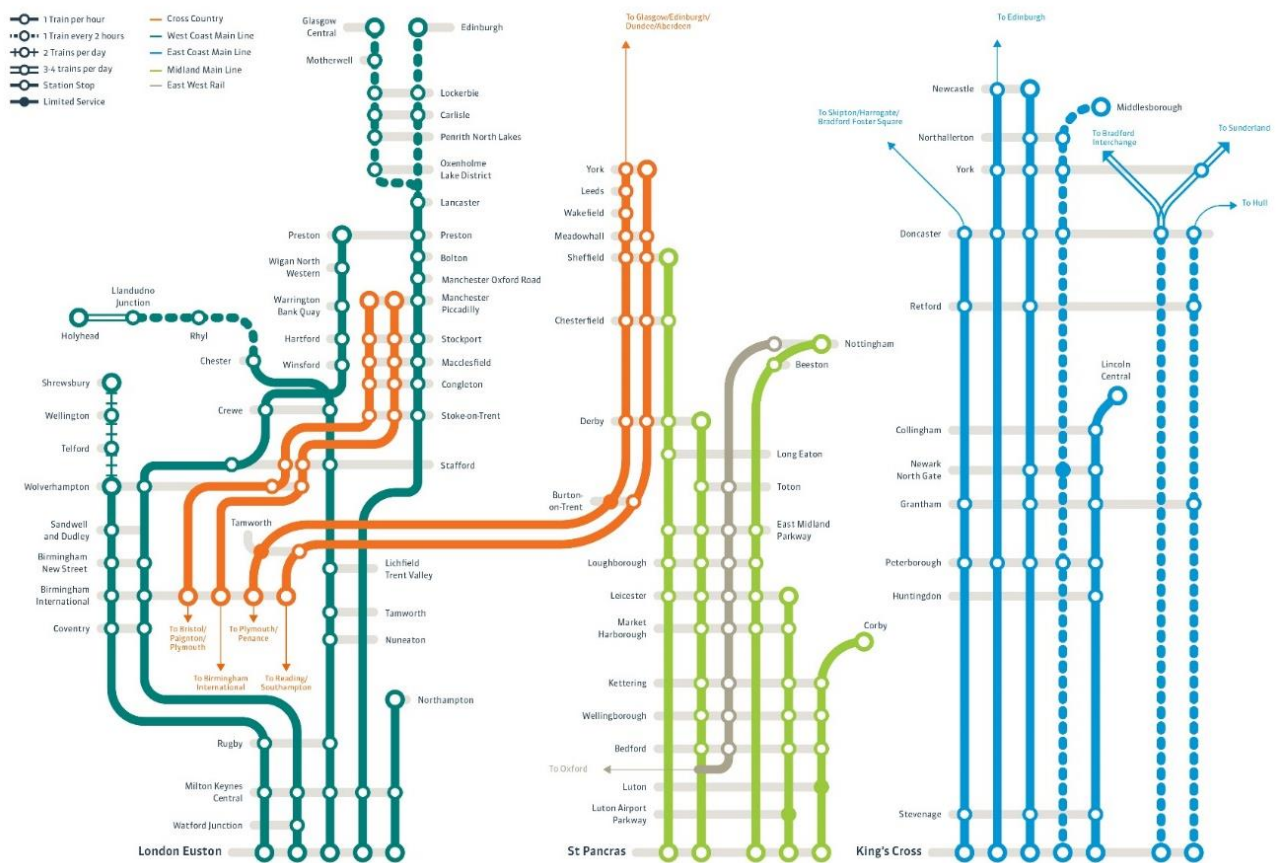 1 Train per hour
1 Train every 2 hours
2 Trains per day
3-4 trains per day
Station Stop
Limited Service
Cross Country
West Coast Main Line
East Coast Main Line
Midland Main Line
East West Rail
Glasgow
Central
Edinburgh
Motherwell
Lockerbie
Carlisle
Penrith North Lakes
Oxenholme
Lake District
Lancaster
Preston
Preston
Wigan North
Western
Bolton
Manchester Oxford Road
Llandudno
Junction
Warrington
Bank Quay
Manchester
Piccadilly
Holyhead
Rhyl
Hartford
Stockport
Chester
Winsford
Macclesfield
Shrewsbury
Congleton
Wellington
Crewe
Stoke-on-Trent
Telford
Stafford
Wolverhampton
Tamworth
Sandwell
and Dudley
Birmingham
New Street
Lichfield
Trent Valley
Birmingham
International
Tamworth
Coventry
Nuneaton
To Bristol/
Paignton/
Plymouth
To Plymouth/
Penance
To Birmingham
International
To Reading/
Southampton
Northampton
Rugby
Milton Keynes
Central
Watford Junction
London Euston
To Glasgow/Edinburgh/
Dundee/Aberdeen
York
Leeds
Wakefield
Meadowhall
Sheffield
Chesterfield
Nottingham
Beeston
Derby
Long Eaton
Burton-
on-Trent
Toton
East Midland
Parkway
Loughborough
Leicester
Market
Harborough
Corby
Kettering
Wellingborough
Bedford
To Oxford
Luton
Luton Airport
Parkway
St Pancras
To Edinburgh
Newcastle
Middlesborough
To Skipton/Harrogate/
Bradford Foster Square
Northallerton
To Bradford
Interchange
To Sunderland
York
To Hull
Doncaster
Retford
Lincoln
Central
Collingham
Newark
North Gate
Grantham
Peterborough
Huntingdon
Stevenage
King's Cross